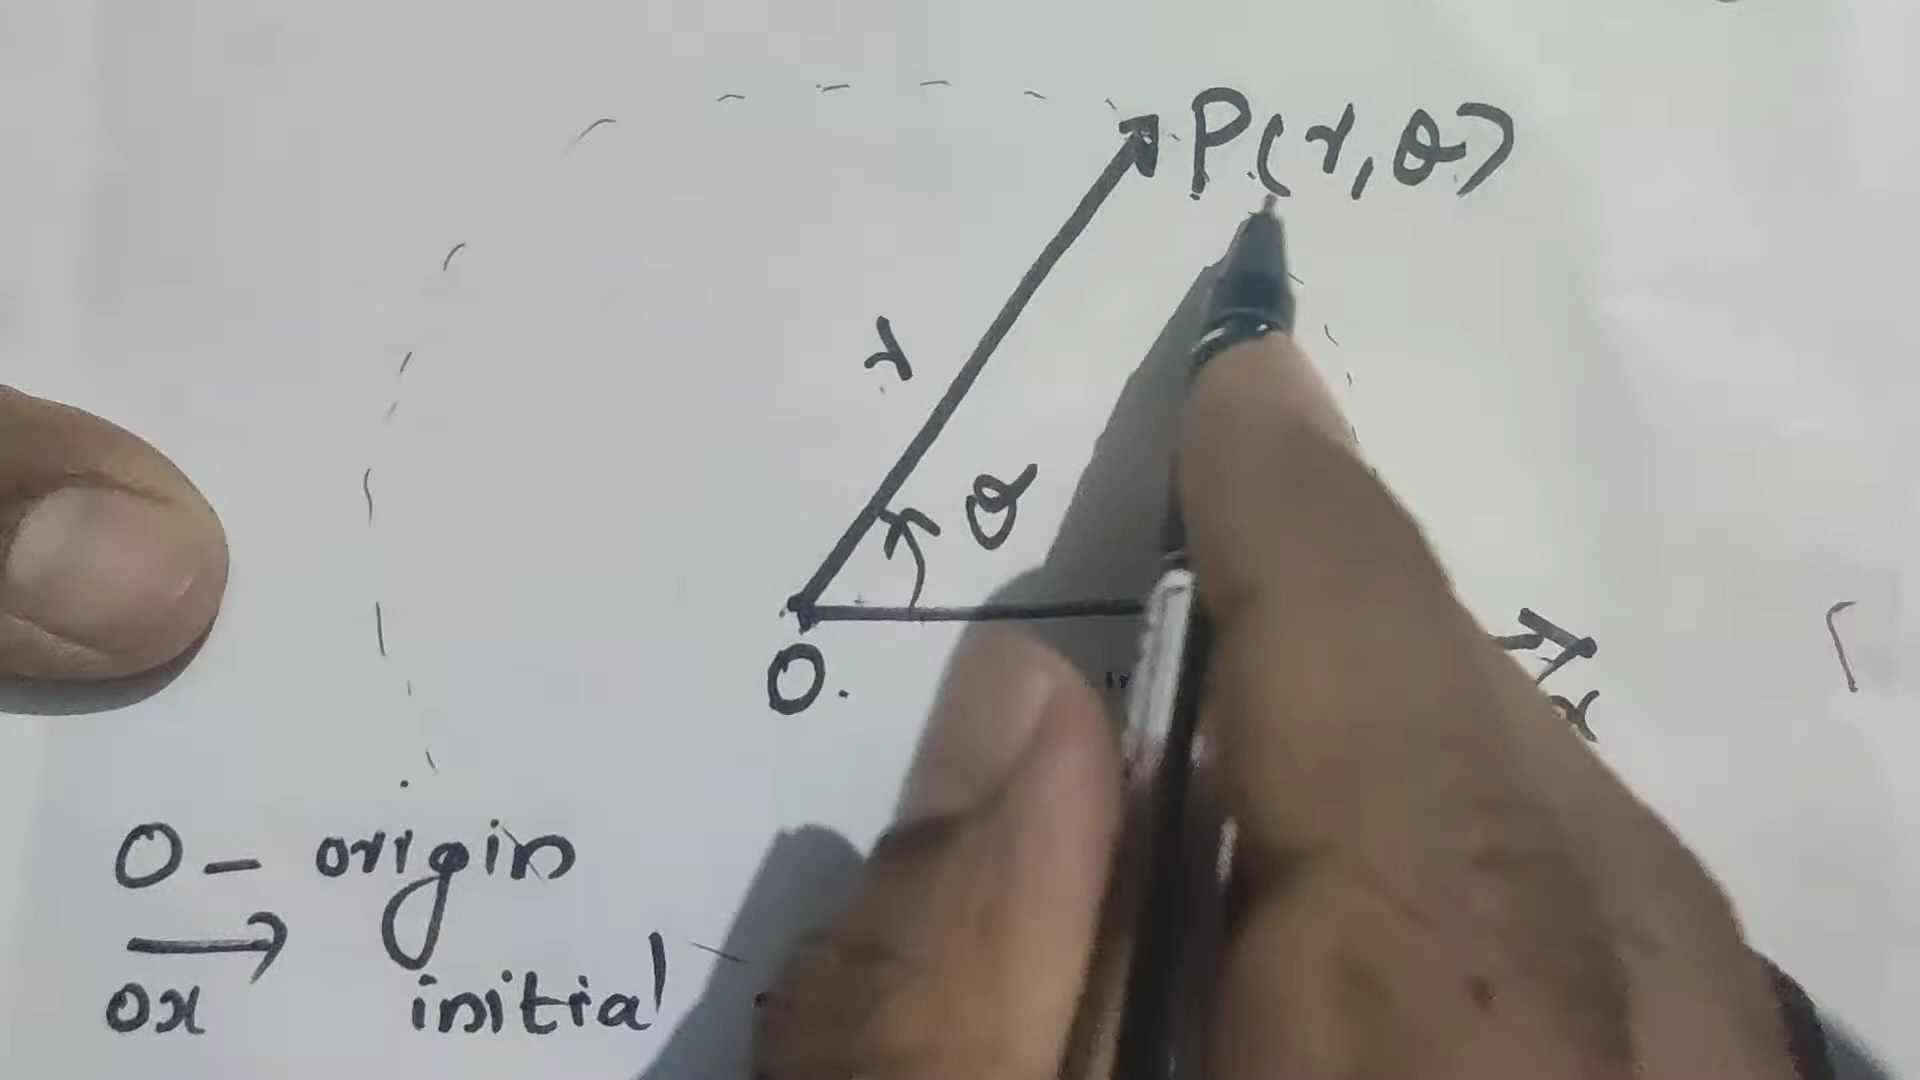 P(r,θ)
r
θ
O.
x
O - origin
ox initial